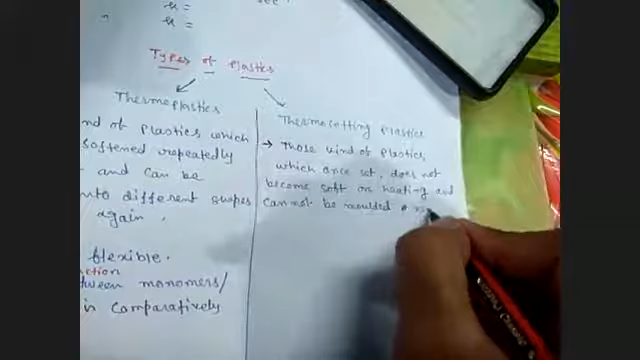 Types of Plastics
Thermoplastics
nd of Plastics which
softened repeatedly
and can be
nto different shapes
again.
flexible.
ction
tween monomers/
in comparatively
Thermosetting Plastics
→ Those kind of Plastics,
which once set, does not
become soft on heating and
cannot be moulded